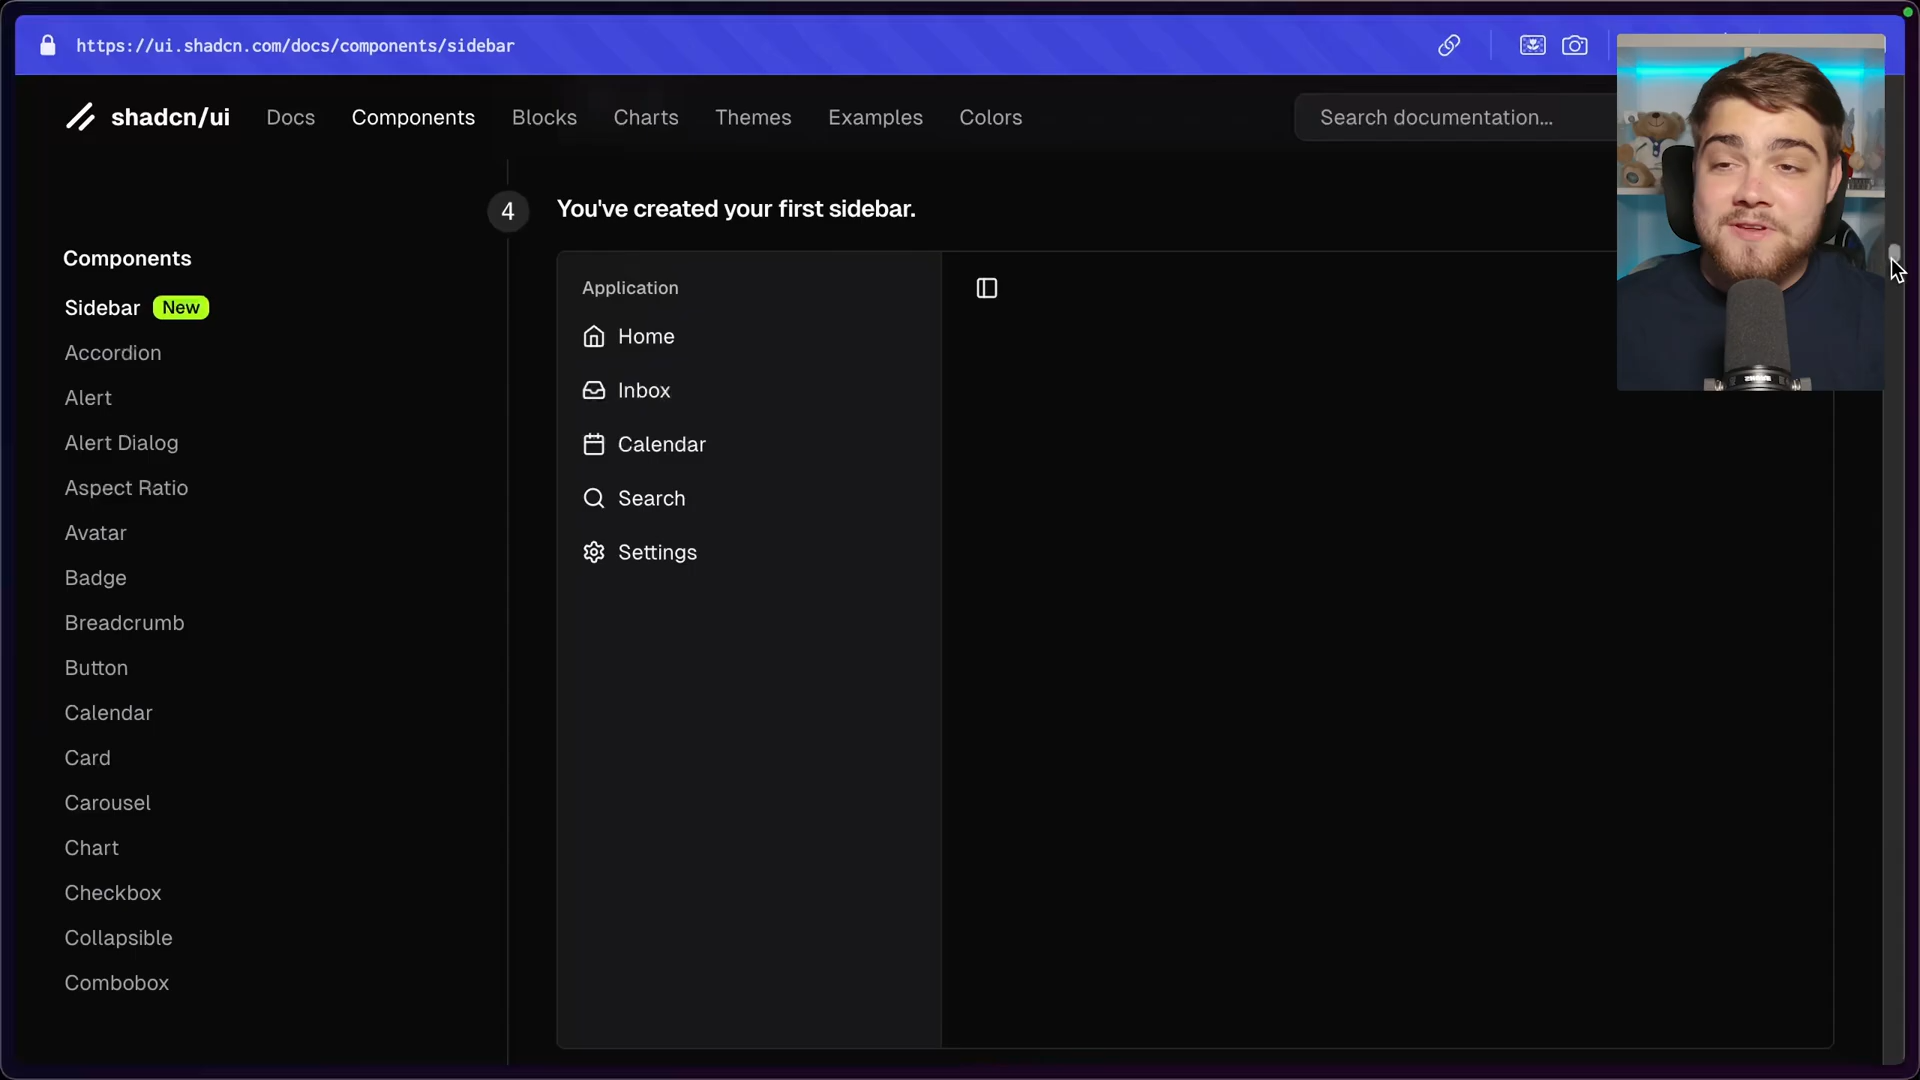 https://ui.shadcn.com/docs/components/sidebar
shadcn/ui Docs Components Blocks Charts Themes Examples Colors Search documentation...
4 You've created your first sidebar.
Components
Sidebar New
Accordion
Alert
Alert Dialog
Aspect Ratio
Avatar
Badge
Breadcrumb
Button
Calendar
Card
Carousel
Chart
Checkbox
Collapsible
Combobox
Application
Home
Inbox
Calendar
Search
Settings